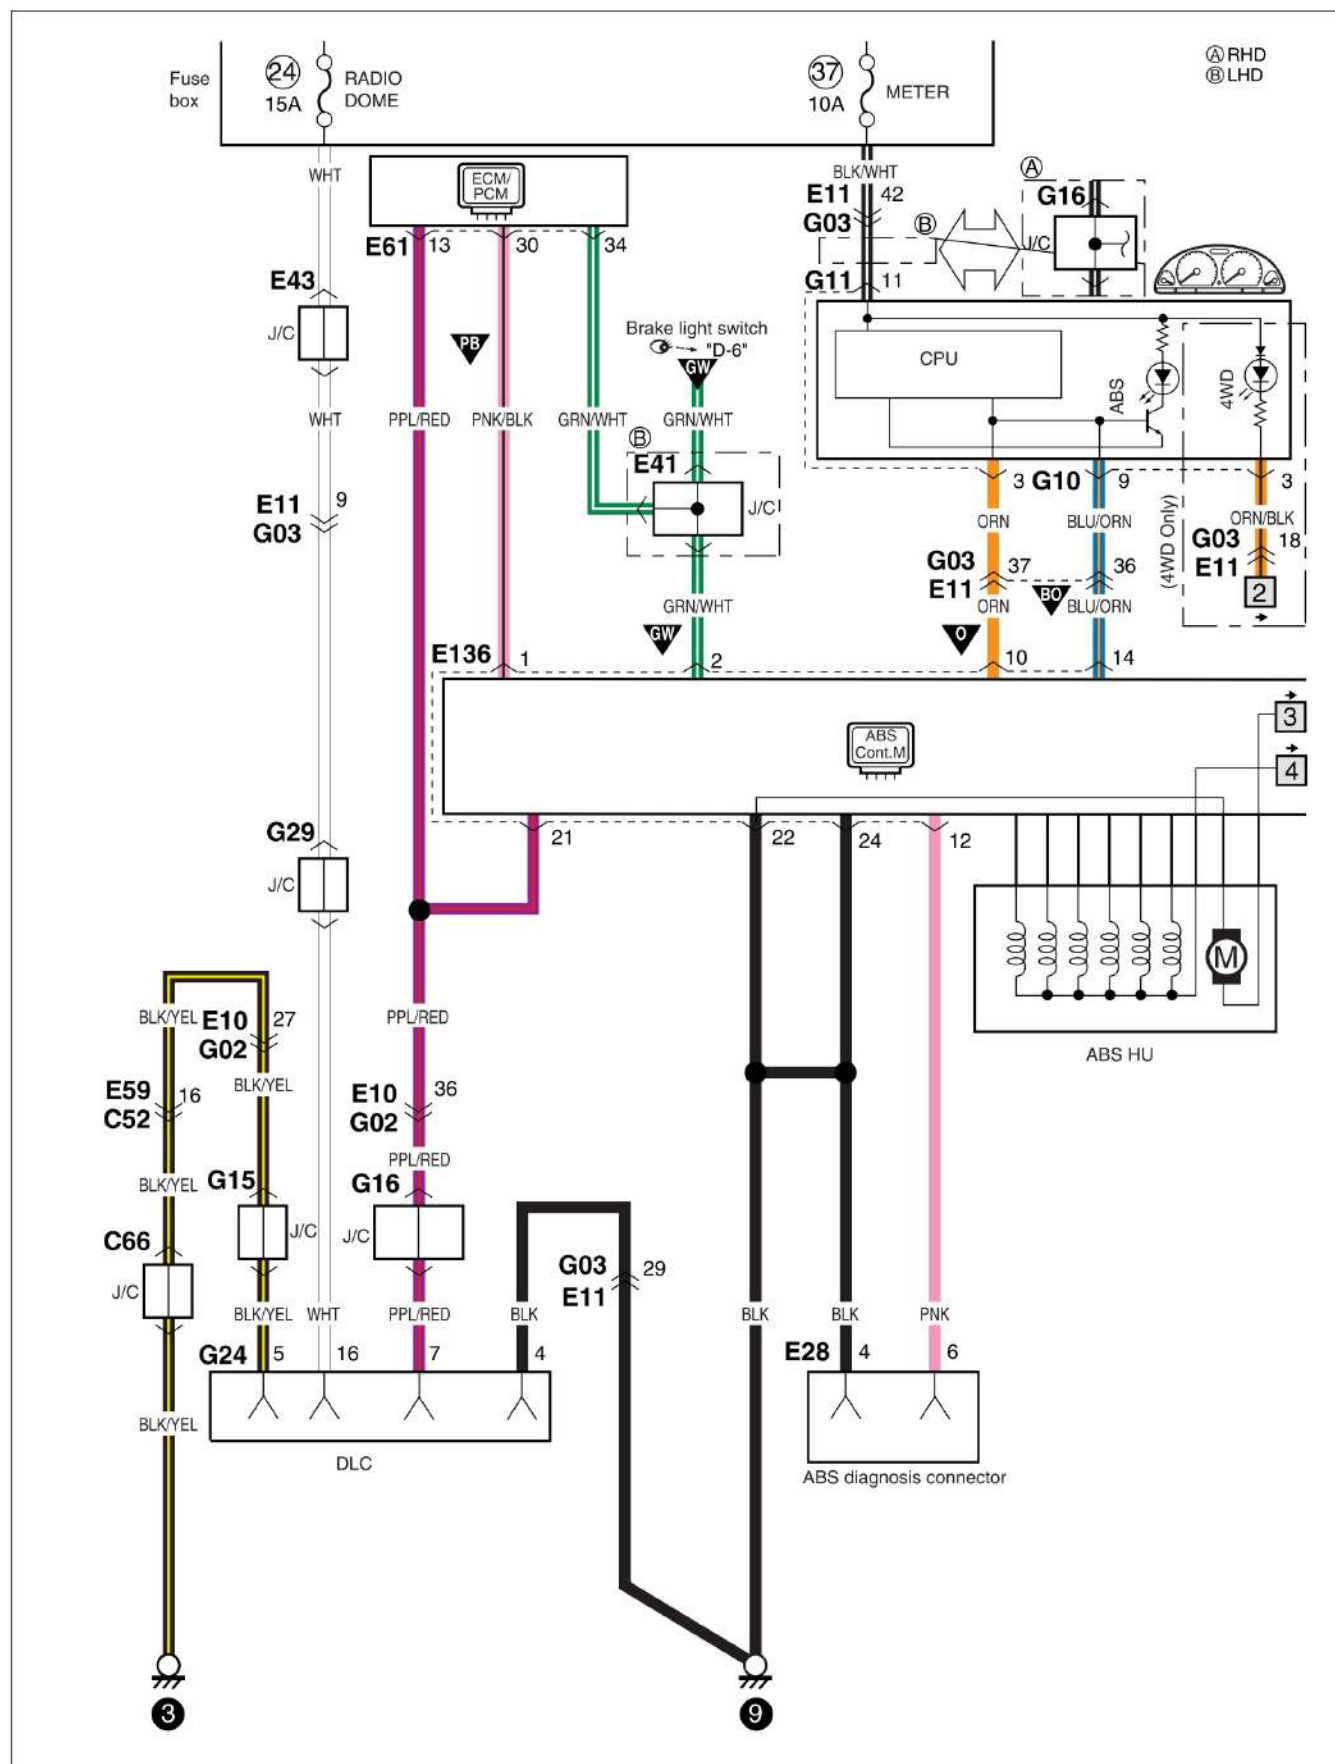 Fuse
box
24
15A
RADIO
DOME
37
10A
METER
A RHD
B LHD
WHT
ECM/
PCM
BLK/WHT
E11
42
G03
A
G16
B
J/C
E61
13
30
34
E43
J/C
G11
11
PB
Brake light switch
"D-6"
GW
CPU
ABS
4WD
WHT
PPL/RED
PNK/BLK
GRN/WHT
GRN/WHT
B
E41
J/C
3
G10
9
3
E11
9
G03
ORN
BLU/ORN
(4WD Only)
ORN/BLK
G03
18
E11
2
G03
37
36
E11
GRN/WHT
ORN
BO
BLU/ORN
GW
O
E136
1
2
10
14
ABS
Cont.M
3
4
G29
J/C
21
22
24
12
M
ABS HU
BLK/YEL
E10
27
G02
PPL/RED
BLK/YEL
E59
16
C52
E10
36
G02
PPL/RED
BLK/YEL
G15
G16
J/C
J/C
C66
J/C
G03
29
E11
BLK/YEL
WHT
PPL/RED
BLK
BLK
BLK
PNK
G24
5
16
7
4
E28
4
6
BLK/YEL
DLC
ABS diagnosis connector
3
9